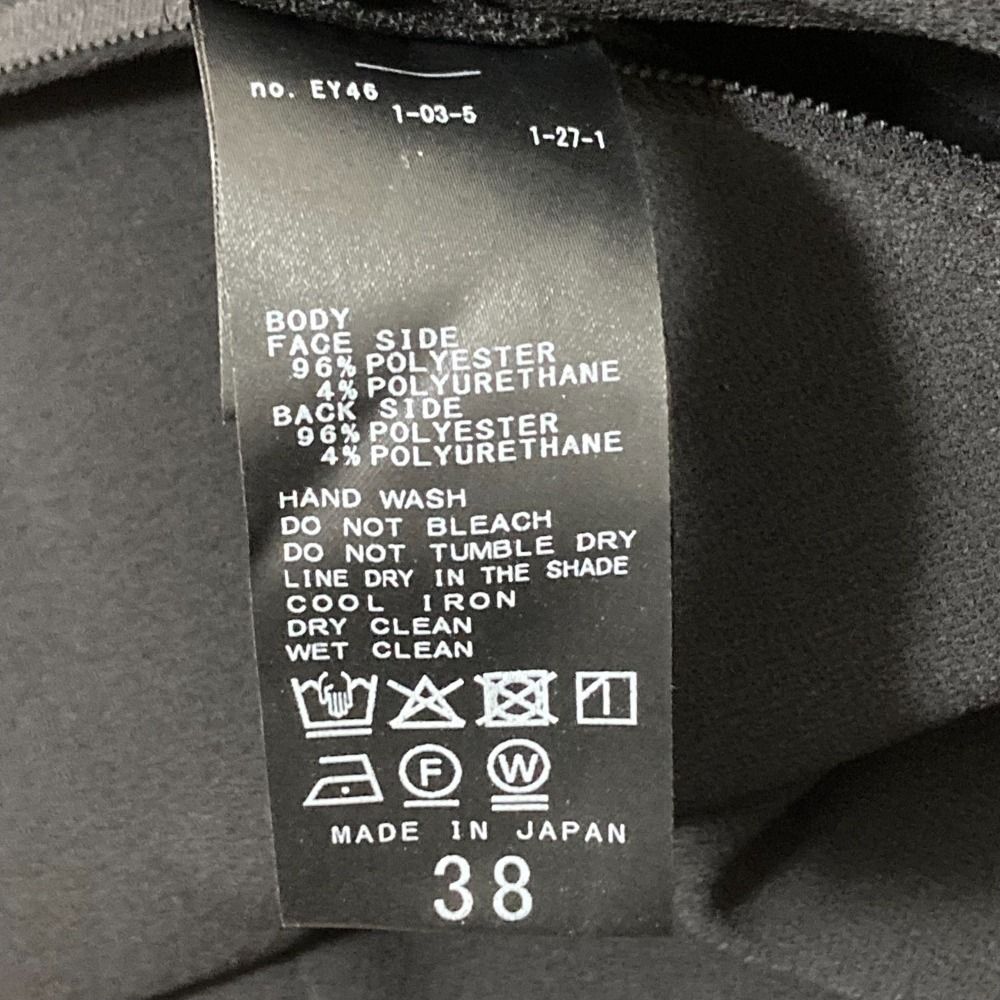 no. EY46
1-03-5
1-27-1
BODY
FACE SIDE
96% POLYESTER
4% POLYURETHANE
BACK SIDE
96% POLYESTER
4% POLYURETHANE
HAND WASH
DO NOT BLEACH
DO NOT TUMBLE DRY
LINE DRY IN THE SHADE
COOL IRON
DRY CLEAN
WET CLEAN
F W
MADE IN JAPAN
38